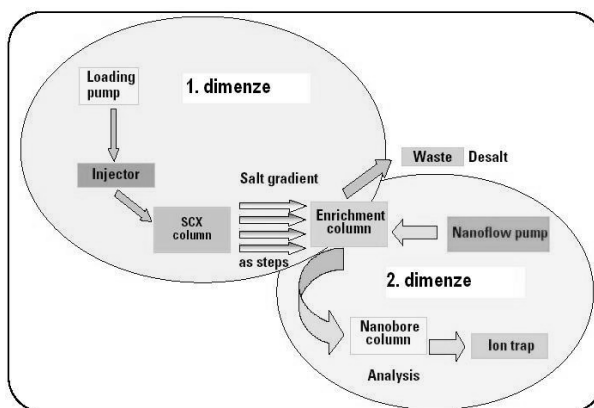 Loading
pump
1. dimenze
Injector
Salt gradient
Waste
Desalt
SCX
column
Enrichment
column
Nanoflow pump
as steps
2. dimenze
Nanobore
column
Ion trap
Analysis